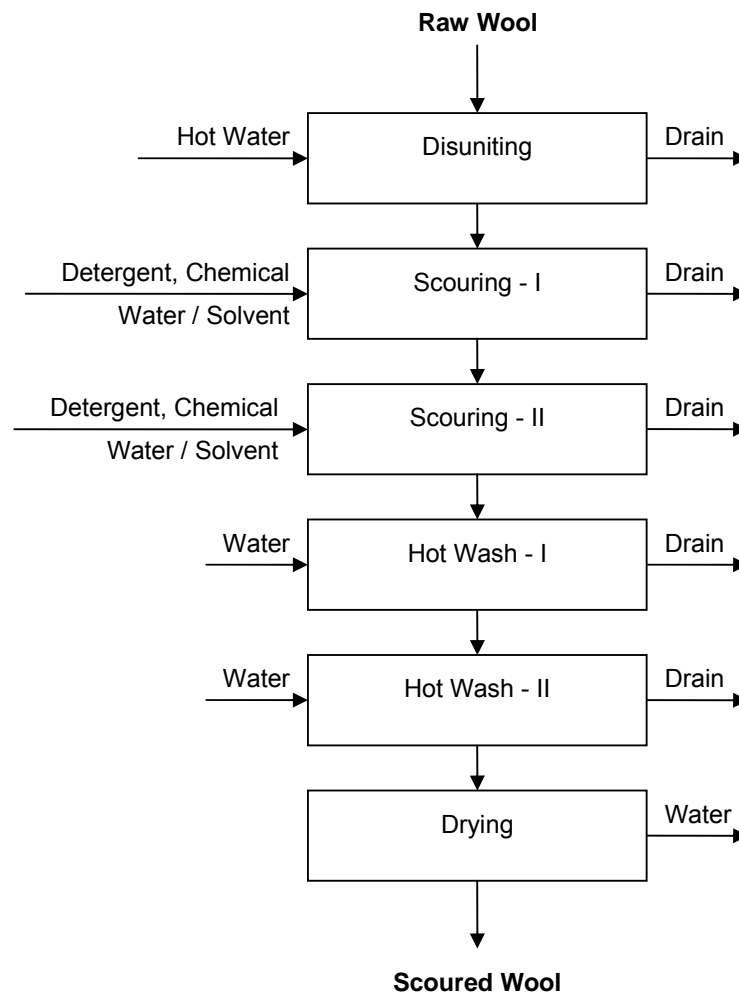 Raw Wool
Hot Water
Disuniting
Drain
Detergent, Chemical
Water / Solvent
Scouring - I
Drain
Detergent, Chemical
Water / Solvent
Scouring - II
Drain
Water
Hot Wash - I
Drain
Water
Hot Wash - II
Drain
Drying
Water
Scoured Wool